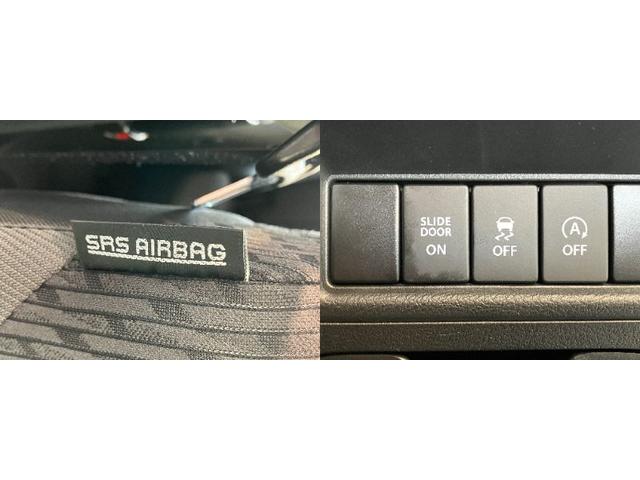 SRS AIRBAG
SLIDE
DOOR
ON
OFF
A
OFF